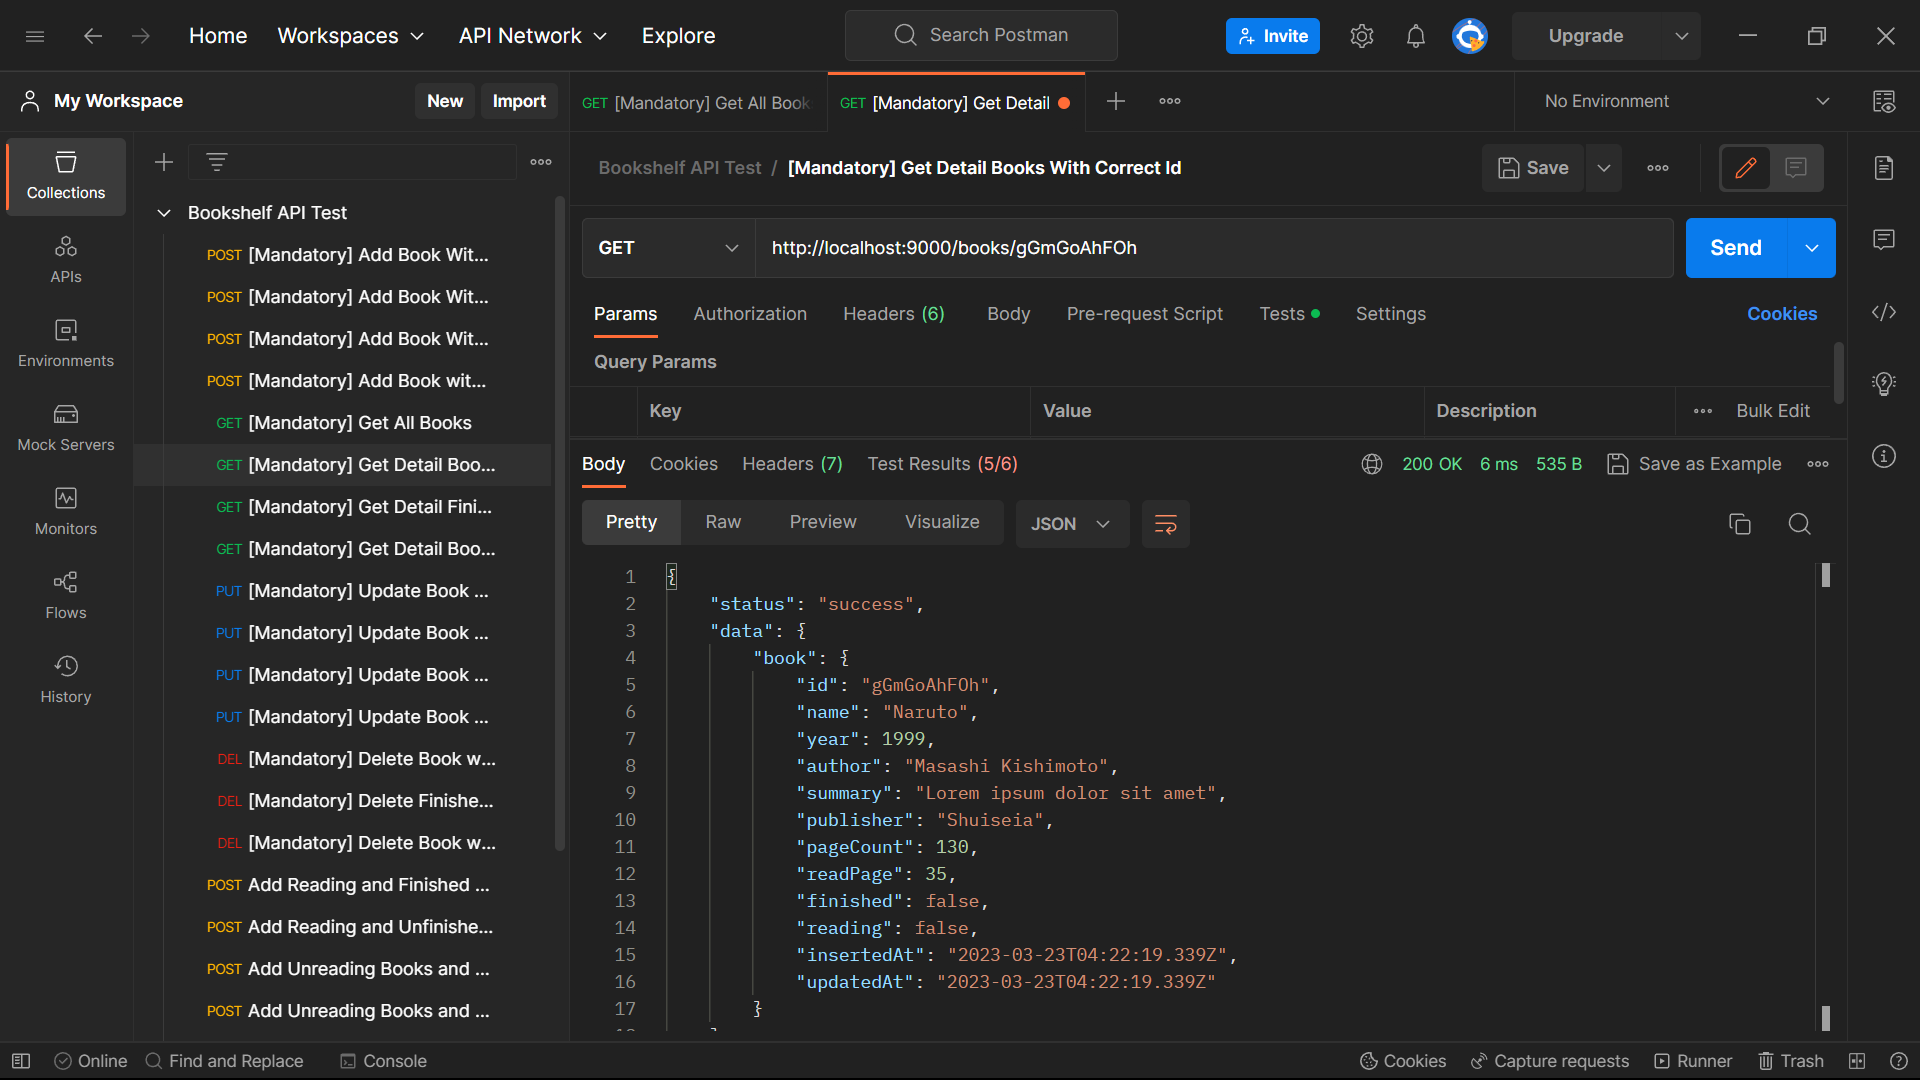 Home
Workspaces
API Network
Explore
Search Postman
Invite
Upgrade
My Workspace
New
Import
GET [Mandatory] Get All Book
GET [Mandatory] Get Detail
No Environment
Collections
APIs
Environments
Mock Servers
Monitors
Flows
History
Bookshelf API Test
POST [Mandatory] Add Book Wit...
POST [Mandatory] Add Book Wit...
POST [Mandatory] Add Book Wit...
POST [Mandatory] Add Book wit...
GET [Mandatory] Get All Books
GET [Mandatory] Get Detail Boo...
GET [Mandatory] Get Detail Fini...
GET [Mandatory] Get Detail Boo...
PUT [Mandatory] Update Book ...
PUT [Mandatory] Update Book ...
PUT [Mandatory] Update Book ...
PUT [Mandatory] Update Book ...
DEL [Mandatory] Delete Book w...
DEL [Mandatory] Delete Finishe...
DEL [Mandatory] Delete Book w...
POST Add Reading and Finished ...
POST Add Reading and Unfinishe...
POST Add Unreading Books and ...
POST Add Unreading Books and ...
Bookshelf API Test / [Mandatory] Get Detail Books With Correct Id
Save
GET
http://localhost:9000/books/gGmGoAhFOh
Send
Params
Authorization
Headers (6)
Body
Pre-request Script
Tests
Settings
Cookies
Query Params
Key
Value
Description
Bulk Edit
Body
Cookies
Headers (7)
Test Results (5/6)
200 OK
6 ms
535 B
Save as Example
Pretty
Raw
Preview
Visualize
JSON
1 {
2 "status": "success",
3 "data": {
4 "book": {
5 "id": "gGmGoAhFOh",
6 "name": "Naruto",
7 "year": 1999,
8 "author": "Masashi Kishimoto",
9 "summary": "Lorem ipsum dolor sit amet",
10 "publisher": "Shuiseia",
11 "pageCount": 130,
12 "readPage": 35,
13 "finished": false,
14 "reading": false,
15 "insertedAt": "2023-03-23T04:22:19.339Z",
16 "updatedAt": "2023-03-23T04:22:19.339Z"
17 }
Online
Find and Replace
Console
Cookies
Capture requests
Runner
Trash